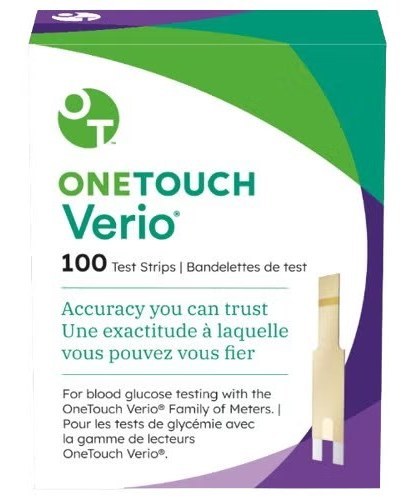 OT™
ONETOUCH
Verio®
100 Test Strips | Bandelettes de test
Accuracy you can trust
Une exactitude à laquelle
vous pouvez vous fier
For blood glucose testing with the
OneTouch Verio® Family of Meters. |
Pour les tests de glycémie avec
la gamme de lecteurs
OneTouch Verio®.